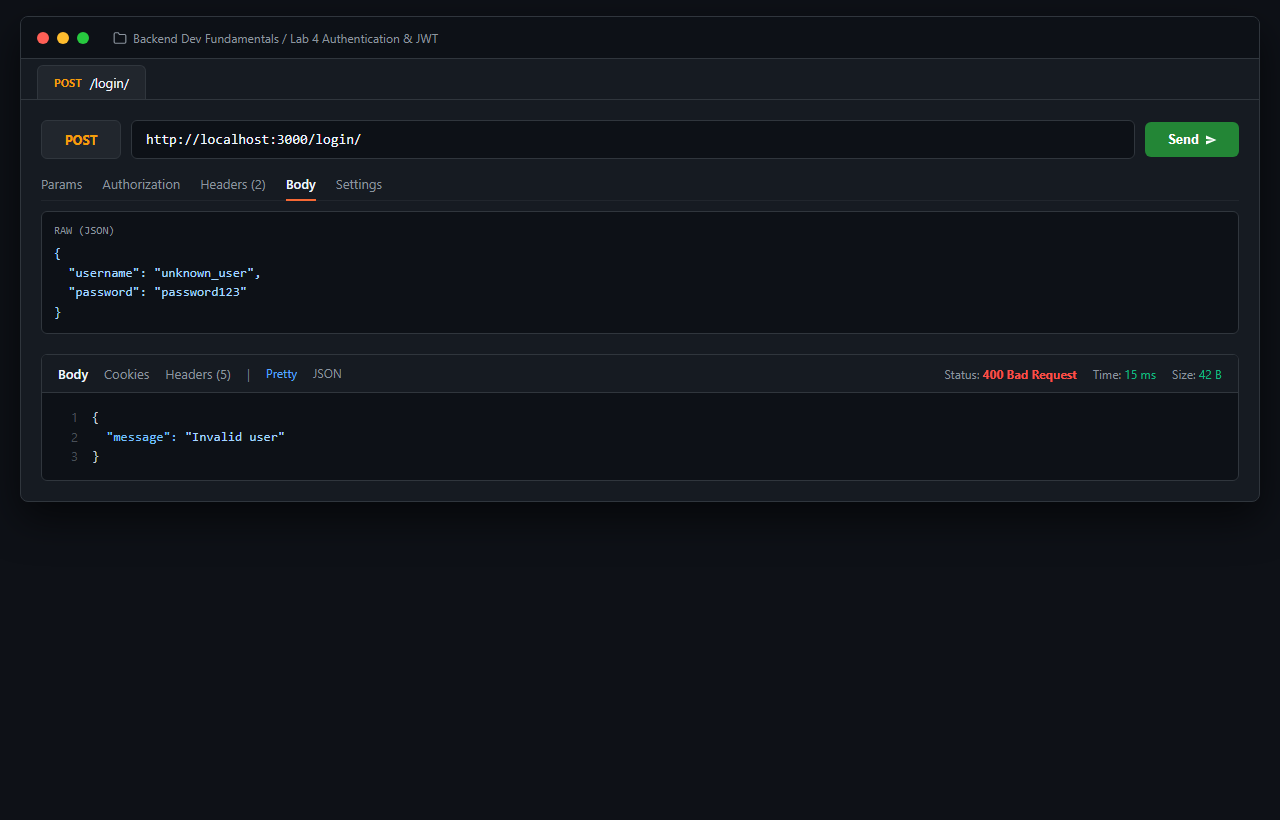 Backend Dev Fundamentals / Lab 4 Authentication & JWT
POST /login/
POST http://localhost:3000/login/ Send
Params Authorization Headers (2) Body Settings
RAW (JSON)
{
"username": "unknown_user",
"password": "password123"
}
Body Cookies Headers (5) | Pretty JSON Status: 400 Bad Request Time: 15 ms Size: 42 B
1 {
2 "message": "Invalid user"
3 }